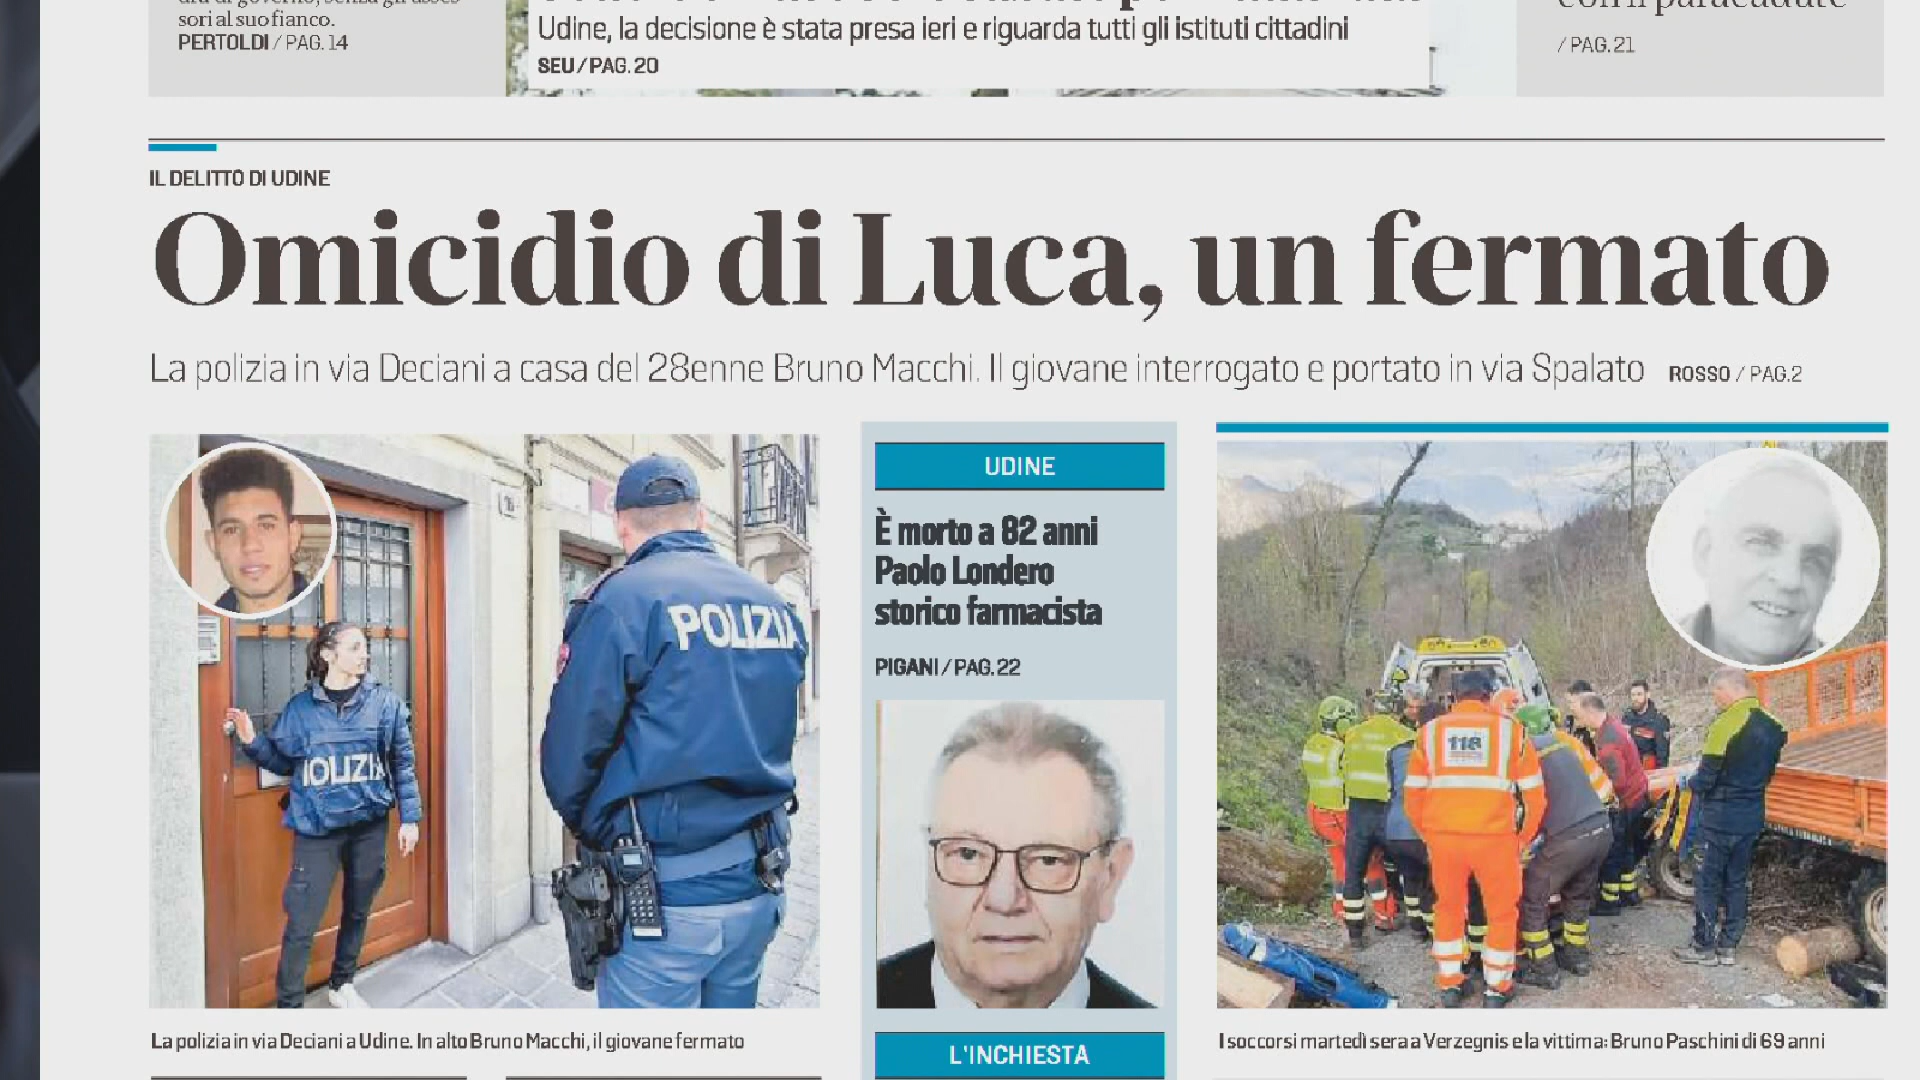 sori al suo fianco.
PERTOLDI / PAG. 14
Udine, la decisione è stata presa ieri e riguarda tutti gli istituti cittadini
SEU / PAG. 20
/ PAG. 21
IL DELITTO DI UDINE
Omicidio di Luca, un fermato
La polizia in via Deciani a casa del 28enne Bruno Macchi. Il giovane interrogato e portato in via Spalato ROSSO / PAG.2
POLIZIA
POLIZIA
La polizia in via Deciani a Udine. In alto Bruno Macchi, il giovane fermato
UDINE
È morto a 82 anni
Paolo Londero
storico farmacista
PIGANI / PAG. 22
L'INCHIESTA
118
I soccorsi martedì sera a Verzegnis e la vittima: Bruno Paschini di 69 anni